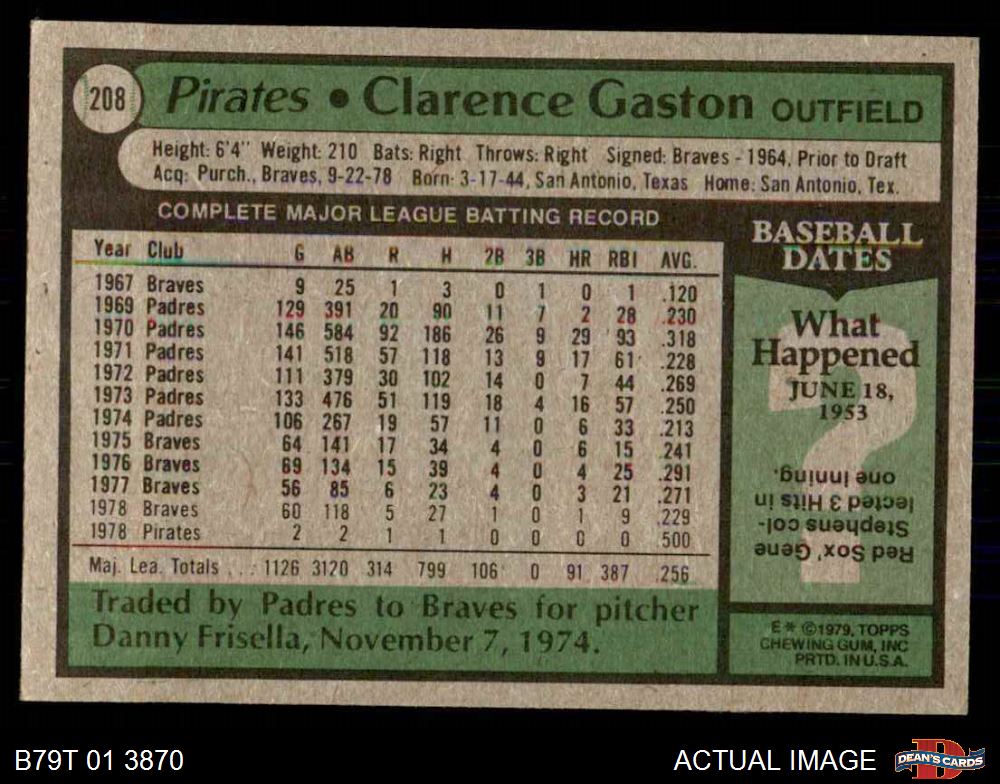 208
Pirates • Clarence Gaston OUTFIELD
Height: 6'4" Weight: 210 Bats: Right Throws: Right Signed: Braves - 1964, Prior to Draft
Acq: Purch., Braves, 9-22-78 Born: 3-17-44, San Antonio, Texas Home: San Antonio, Tex.
COMPLETE MAJOR LEAGUE BATTING RECORD
Year Club G AB R H 2B 3B HR RBI AVG.
1967 Braves 9 25 1 3 0 1 0 1 .120
1969 Padres 129 391 20 90 11 7 2 28 .230
1970 Padres 146 584 92 186 26 9 29 93 .318
1971 Padres 141 518 57 118 13 9 17 61 .228
1972 Padres 111 379 30 102 14 0 7 44 .269
1973 Padres 133 476 51 119 18 4 16 57 .250
1974 Padres 106 267 19 57 11 0 6 33 .213
1975 Braves 64 141 17 34 4 0 6 15 .241
1976 Braves 69 134 15 39 4 0 4 25 .291
1977 Braves 56 85 6 23 4 0 3 21 .271
1978 Braves 60 118 5 27 1 0 1 9 .229
1978 Pirates 2 2 1 1 0 0 0 0 .500
Maj. Lea. Totals ... 1126 3120 314 799 106 0 91 387 .256
Traded by Padres to Braves for pitcher
Danny Frisella, November 7, 1974.
BASEBALL
DATES
What
Happened
JUNE 18,
1953
?
Red Sox' Gene
Stephens col-
lected 3 Hits in
one inning.
E* ©1979, TOPPS
CHEWING GUM, INC
PRTD. IN U.S.A.
B79T 01 3870
ACTUAL IMAGE
D
DEAN'S CARDS